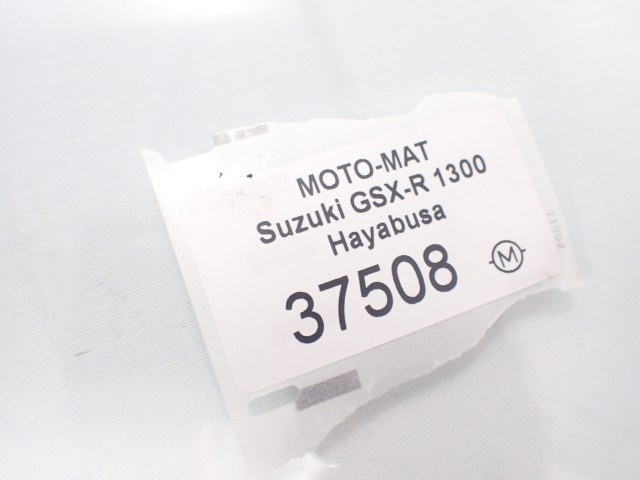 MOTO-MAT
Suzuki GSX-R 1300
Hayabusa
37508
M